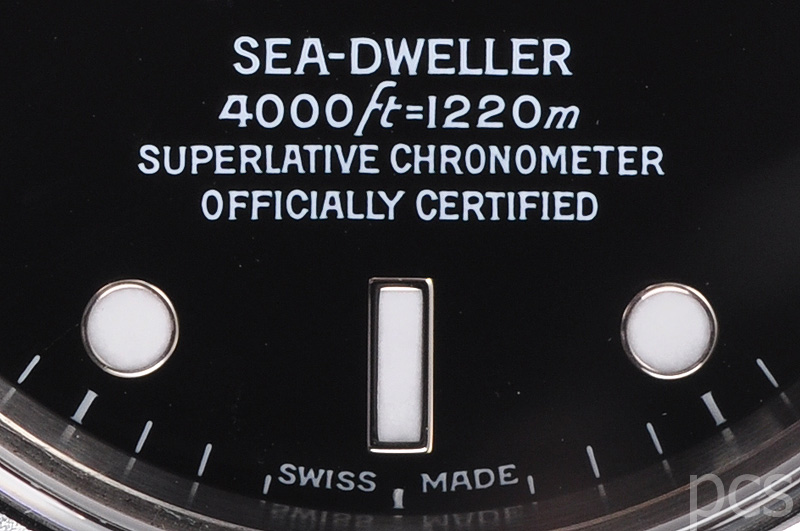 SEA-DWELLER
4000ft=1220m
SUPERLATIVE CHRONOMETER
OFFICIALLY CERTIFIED
SWISS MADE
pcs